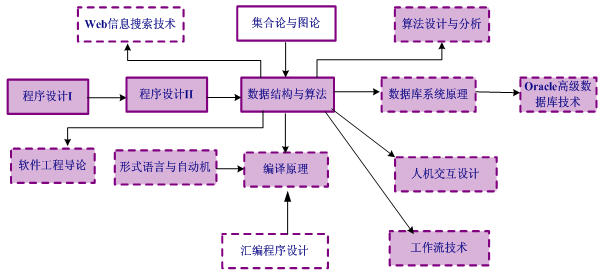 Web信息搜索技术
集合论与图论
算法设计与分析
程序设计I
程序设计II
数据结构与算法
数据库系统原理
Oracle高级数
据库技术
软件工程导论
形式语言与自动机
编译原理
人机交互设计
汇编程序设计
工作流技术